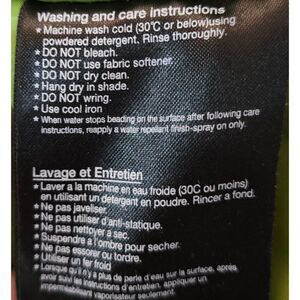 Washing and care instructions
★Machine wash cold (30°C or below)using
powdered detergent. Rinse thoroughly.
★DO NOT bleach.
★DO NOT use fabric softener.
★DO NOT dry clean.
★Hang dry in shade.
★DO NOT wring.
★Use cool iron
★When water stops beading on the surface after following care
instructions, reapply a water repellant finish-spray on only.
Lavage et Entretien
★Laver a la machine en eau froide (30C ou moins)
en utilisant un detergent en poudre. Rincer a fond.
★Ne pas javeliser.
★Ne pas utiliser d'anti-statique.
★Ne pas nettoyer a sec.
★Suspendre a l'ombre pour secher.
★Ne pas essorer ou tordre.
★Utiliser un fer froid
★Lorsque qu'il n'y a plus de perle d'eau sur la surface, après
avoir suivi les instructions d'entretien, appliquer un
imperméabilisant vaporisateur seulement.